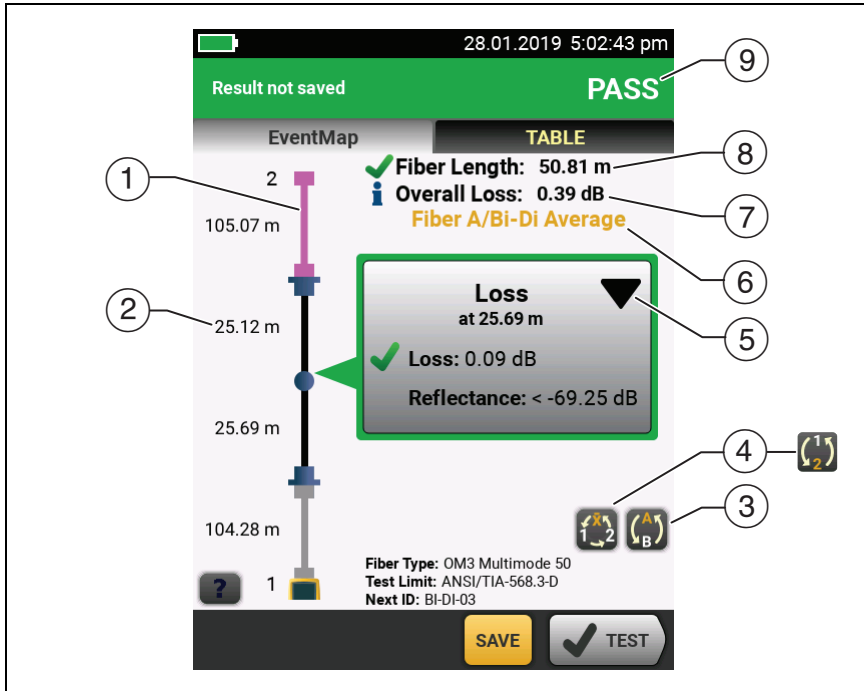 28.01.2019 5:02:43 pm
Result not saved
PASS
9
EventMap
TABLE
Fiber Length: 50.81 m
8
Overall Loss: 0.39 dB
7
Fiber A/Bi-Di Average
6
1
2
105.07 m
2
25.12 m
Loss
at 25.69 m
5
Loss: 0.09 dB
Reflectance: < -69.25 dB
25.69 m
4
1 2
3
1 x̄ 2
A B
104.28 m
1
?
Fiber Type: OM3 Multimode 50
Test Limit: ANSI/TIA-568.3-D
Next ID: BI-DI-03
SAVE
TEST